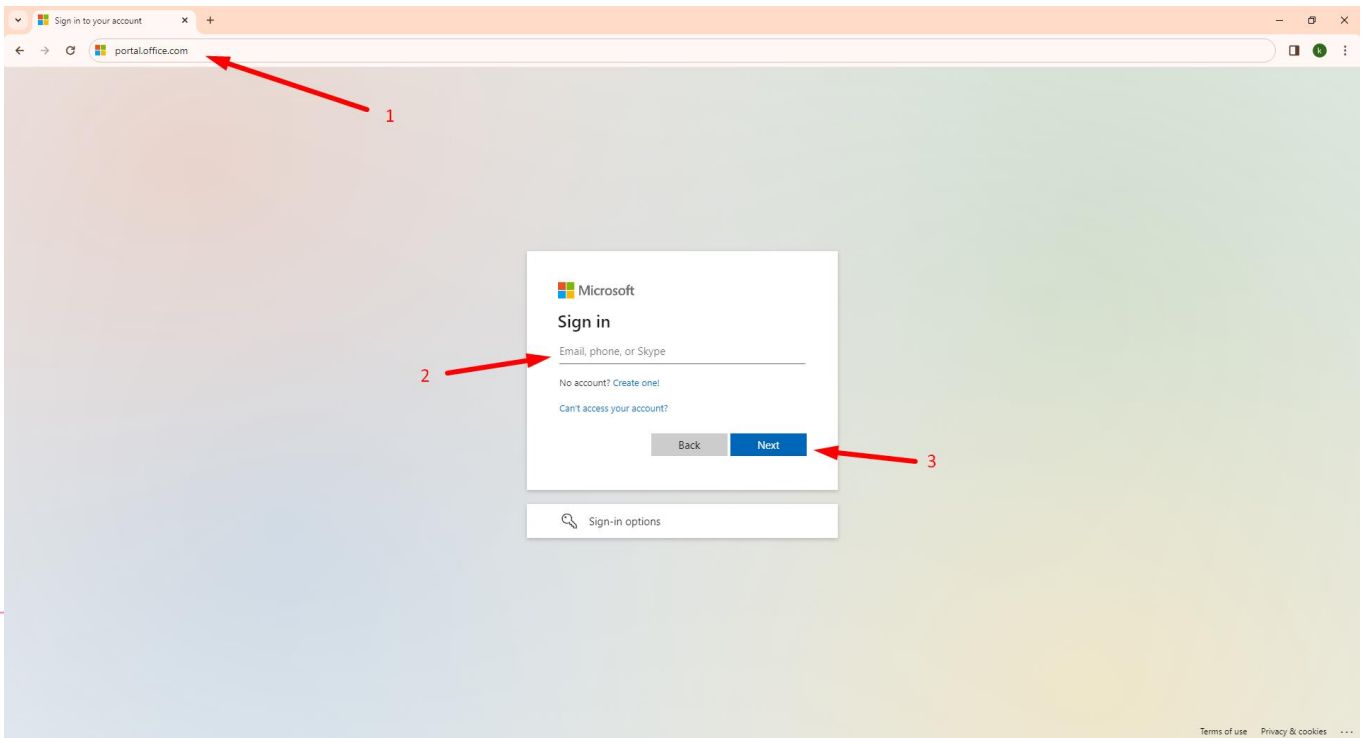 Sign in to your account
portal.office.com
k
1
Microsoft
Sign in
Email, phone, or Skype
2
No account? Create one!
Can't access your account?
Back Next
3
Sign-in options
Terms of use Privacy & cookies ...